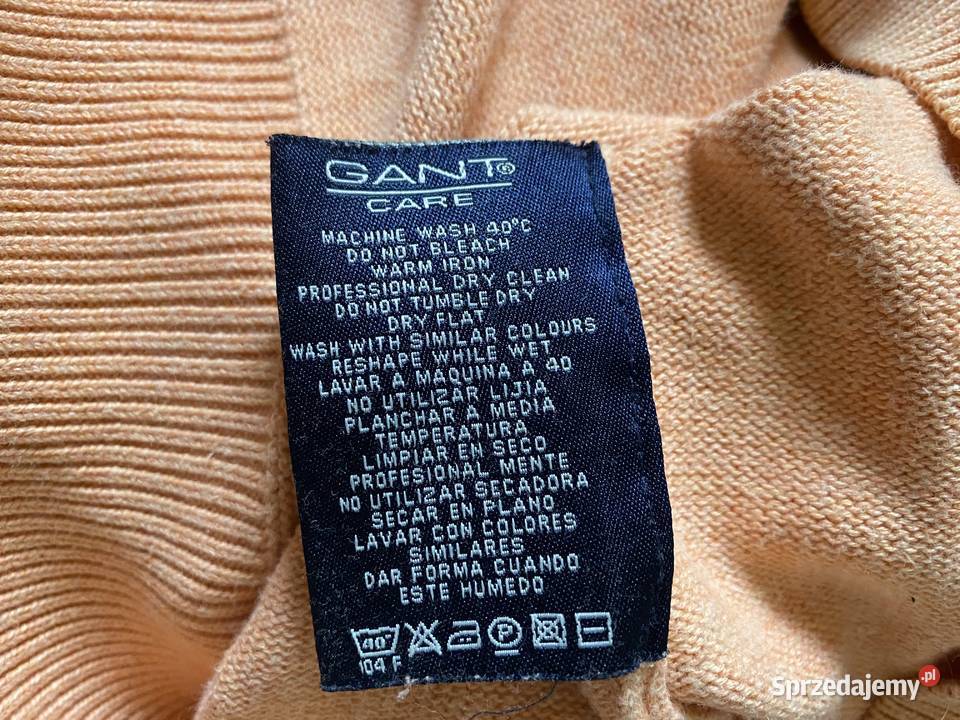 GANT®
CARE
MACHINE WASH 40°C
DO NOT BLEACH
WARM IRON
PROFESSIONAL DRY CLEAN
DO NOT TUMBLE DRY
DRY FLAT
WASH WITH SIMILAR COLOURS
RESHAPE WHILE WET
LAVAR A MAQUINA A 40
NO UTILIZAR LIJIA
PLANCHAR A MEDIA
TEMPERATURA
LIMPIAR EN SECO
PROFESIONAL MENTE
NO UTILIZAR SECADORA
SECAR EN PLANO
LAVAR CON COLORES
SIMILARES
DAR FORMA CUANDO
ESTE HUMEDO
40° P
104 F
Sprzedajemy.pl